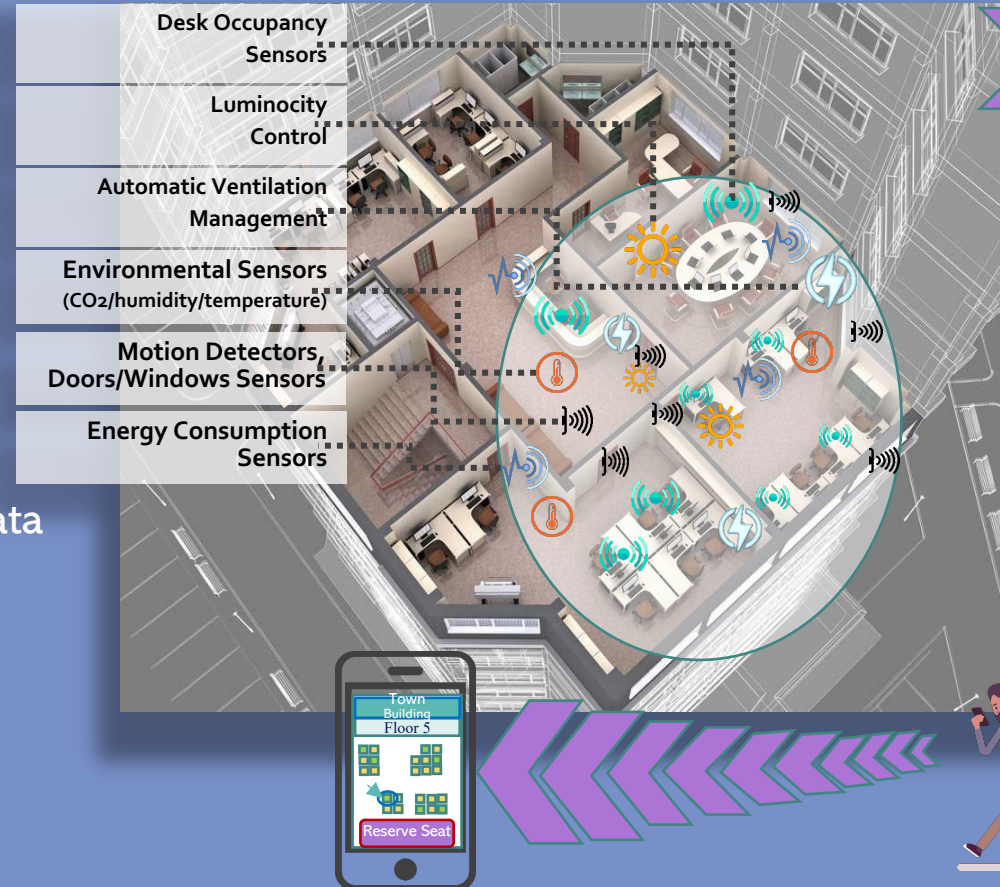 Desk Occupancy
Sensors
Luminocity
Control
Automatic Ventilation
Management
Environmental Sensors
(CO2/humidity/temperature)
Motion Detectors,
Doors/Windows Sensors
Energy Consumption
Sensors
ata
Town
Building
Floor 5
Reserve Seat